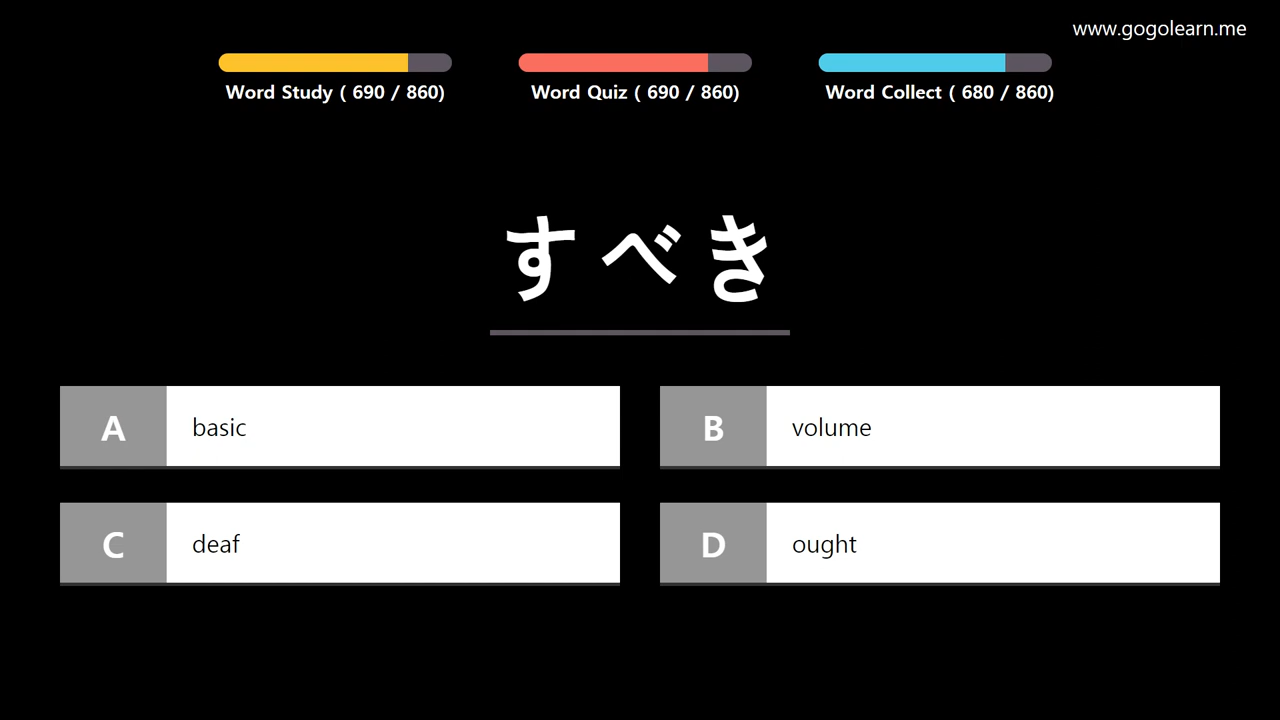 www.gogolearn.me
Word Study ( 690 / 860)
Word Quiz ( 690 / 860)
Word Collect ( 680 / 860)
すべき
A basic
B volume
C deaf
D ought